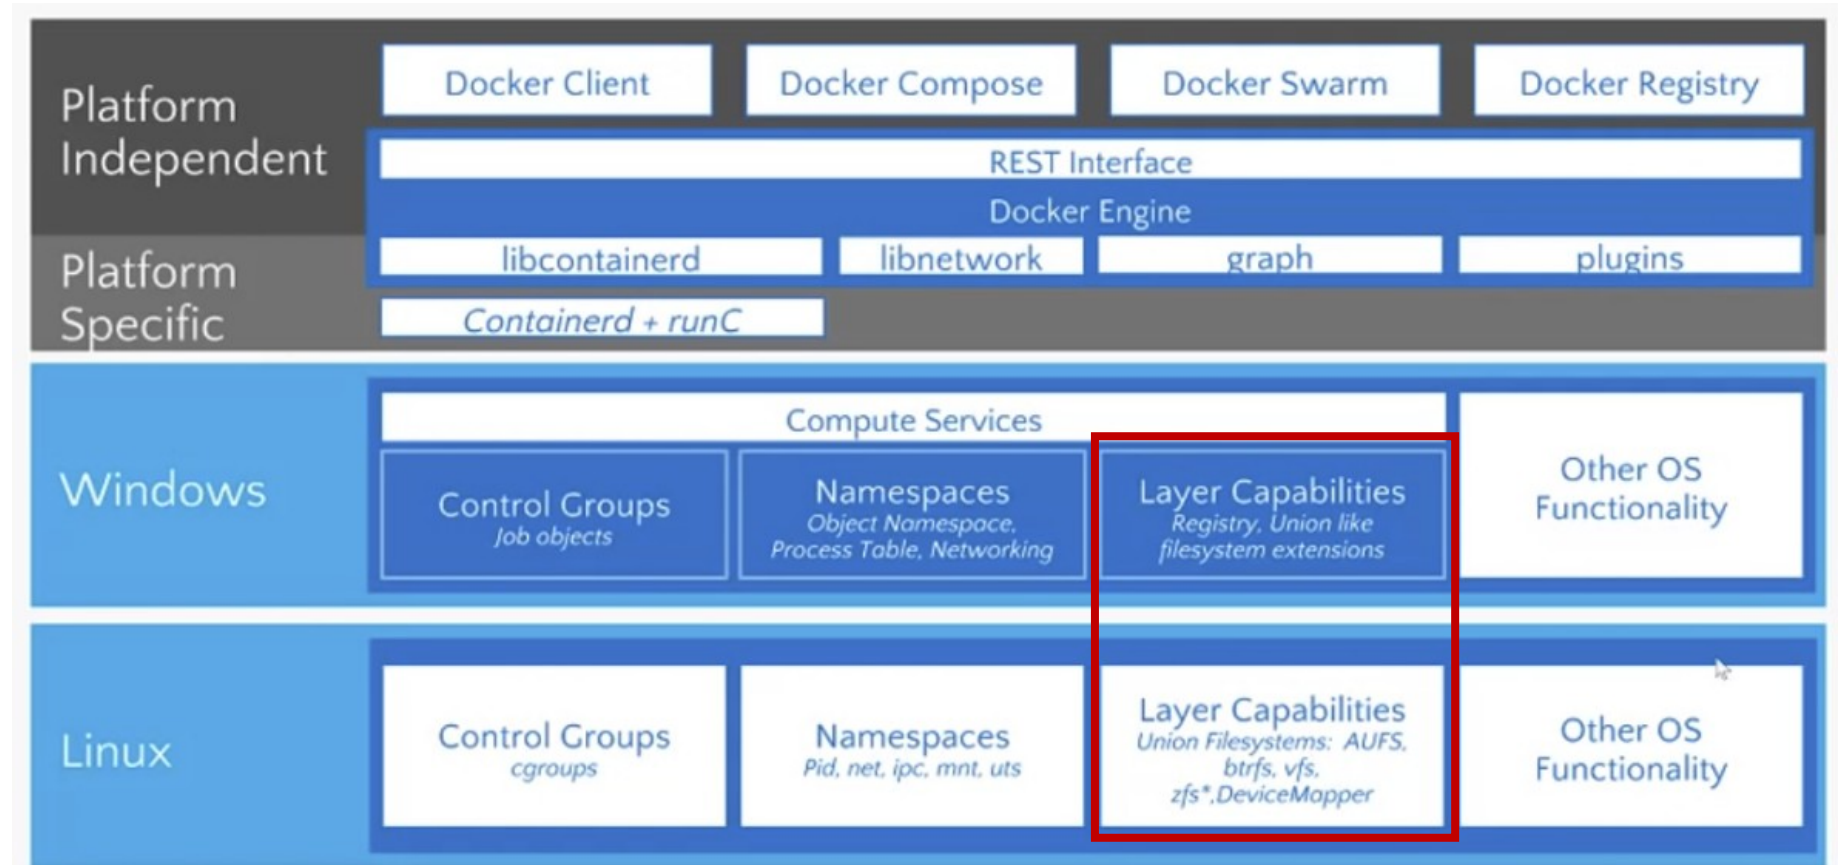 Platform
Independent
Docker Client
Docker Compose
Docker Swarm
Docker Registry
REST Interface
Docker Engine
Platform
Specific
libcontainerd
libnetwork
graph
plugins
Containerd + runC
Windows
Compute Services
Control Groups
Job objects
Namespaces
Object Namespace,
Process Table, Networking
Layer Capabilities
Registry, Union like
filesystem extensions
Other OS
Functionality
Linux
Control Groups
cgroups
Namespaces
Pid, net, ipc, mnt, uts
Layer Capabilities
Union Filesystems: AUFS,
btrfs, vfs,
zfs*,DeviceMapper
Other OS
Functionality